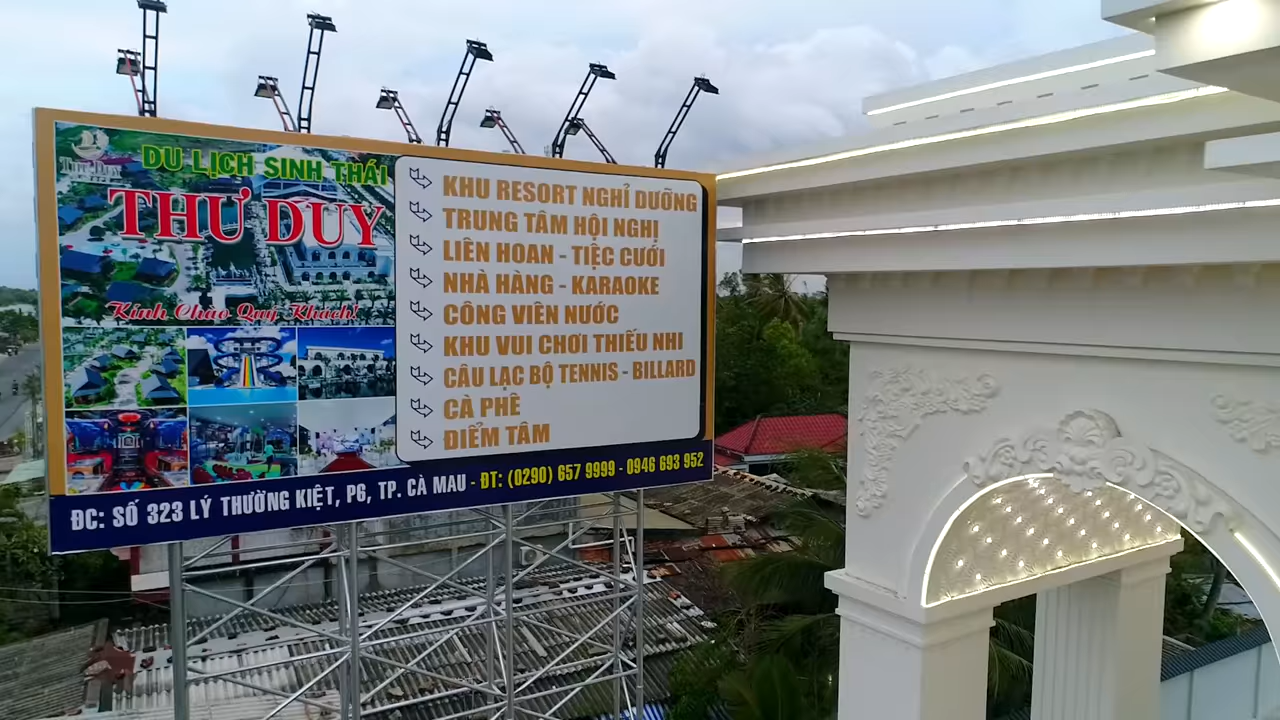 DU LỊCH SINH THÁI
THƯ DUY
Kính Chào Quý Khách!
KHU RESORT NGHỈ DƯỠNG
TRUNG TÂM HỘI NGHỊ
LIÊN HOAN - TIỆC CƯỚI
NHÀ HÀNG - KARAOKE
CÔNG VIÊN NƯỚC
KHU VUI CHƠI THIẾU NHI
CÂU LẠC BỘ TENNIS - BILLARD
CÀ PHÊ
ĐIỂM TÂM
ĐC: SỐ 323 LÝ THƯỜNG KIỆT, P6, TP. CÀ MAU - ĐT: (0290) 657 9999 - 0946 693 952